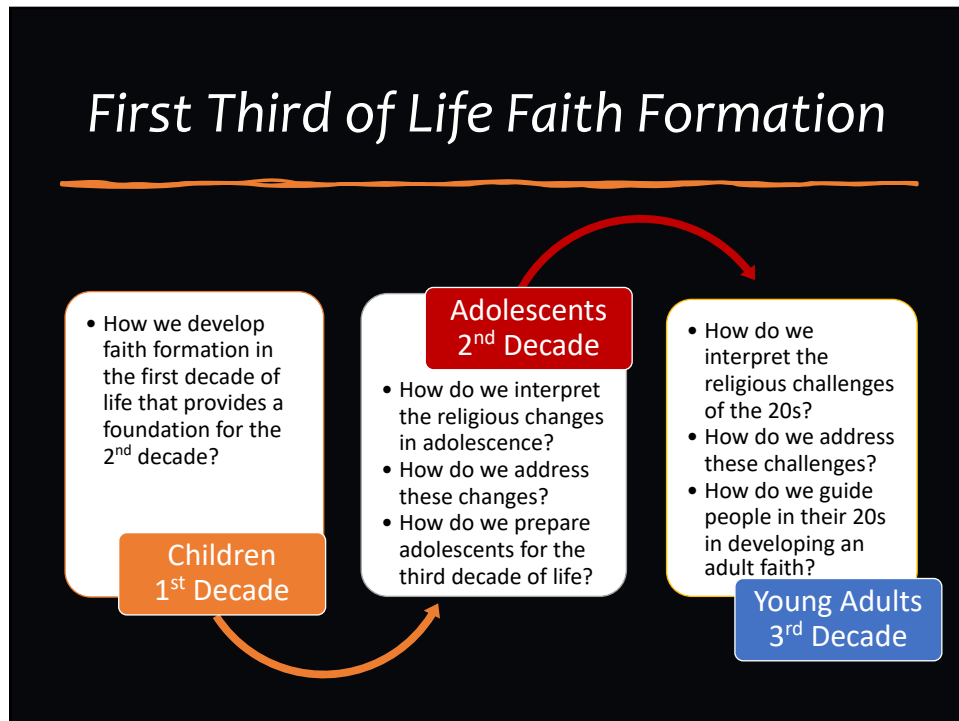 First Third of Life Faith Formation
• How we develop
faith formation in
the first decade of
life that provides a
foundation for the
2nd decade?
Children
1st Decade
Adolescents
2nd Decade
• How do we interpret
the religious changes
in adolescence?
• How do we address
these changes?
• How do we prepare
adolescents for the
third decade of life?
• How do we
interpret the
religious challenges
of the 20s?
• How do we address
these challenges?
• How do we guide
people in their 20s
in developing an
adult faith?
Young Adults
3rd Decade